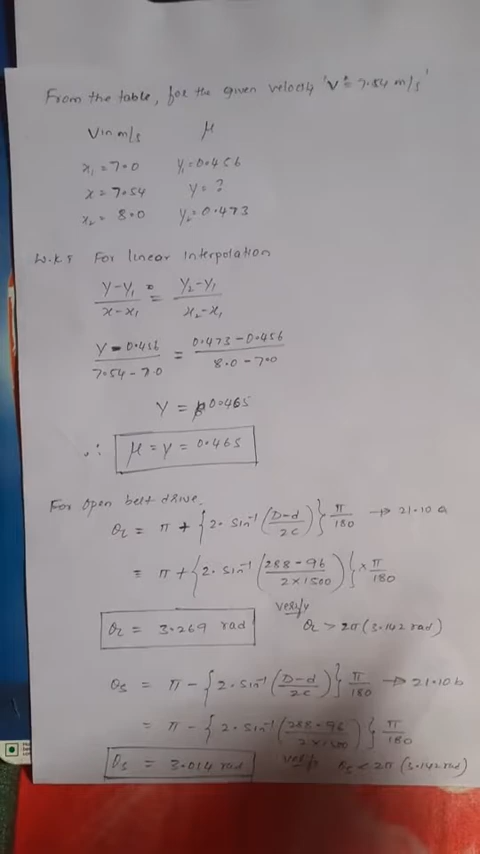 From the table, for the given velocity 'V = 7.54 m/s'
V in m/s μ
x₁ = 7.0 y₁ = 0.456
x = 7.54 y = ?
x₂ = 8.0 y₂ = 0.473
W.K.T For linear Interpolation
(Y-Y₁)/(x-x₁) = (Y₂-Y₁)/(x₂-x₁)
(Y-0.456)/(7.54-7.0) = (0.473-0.456)/(8.0-7.0)
Y = 0.465
∴ μ = y = 0.465
For open belt drive.
θL = π + {2. sin⁻¹ ((D-d)/2C)} π/180 → 21.10 a
= π + {2. sin⁻¹ ((288-96)/(2×1500))} × π/180
θL = 3.269 rad verify θL > 2π (3.142 rad)
θs = π - {2. sin⁻¹ ((D-d)/2C)} π/180 → 21.10 b
= π - {2. sin⁻¹ ((288-96)/(2×1500))} π/180
θs = 3.014 rad verify θs < 2π (3.142 rad)